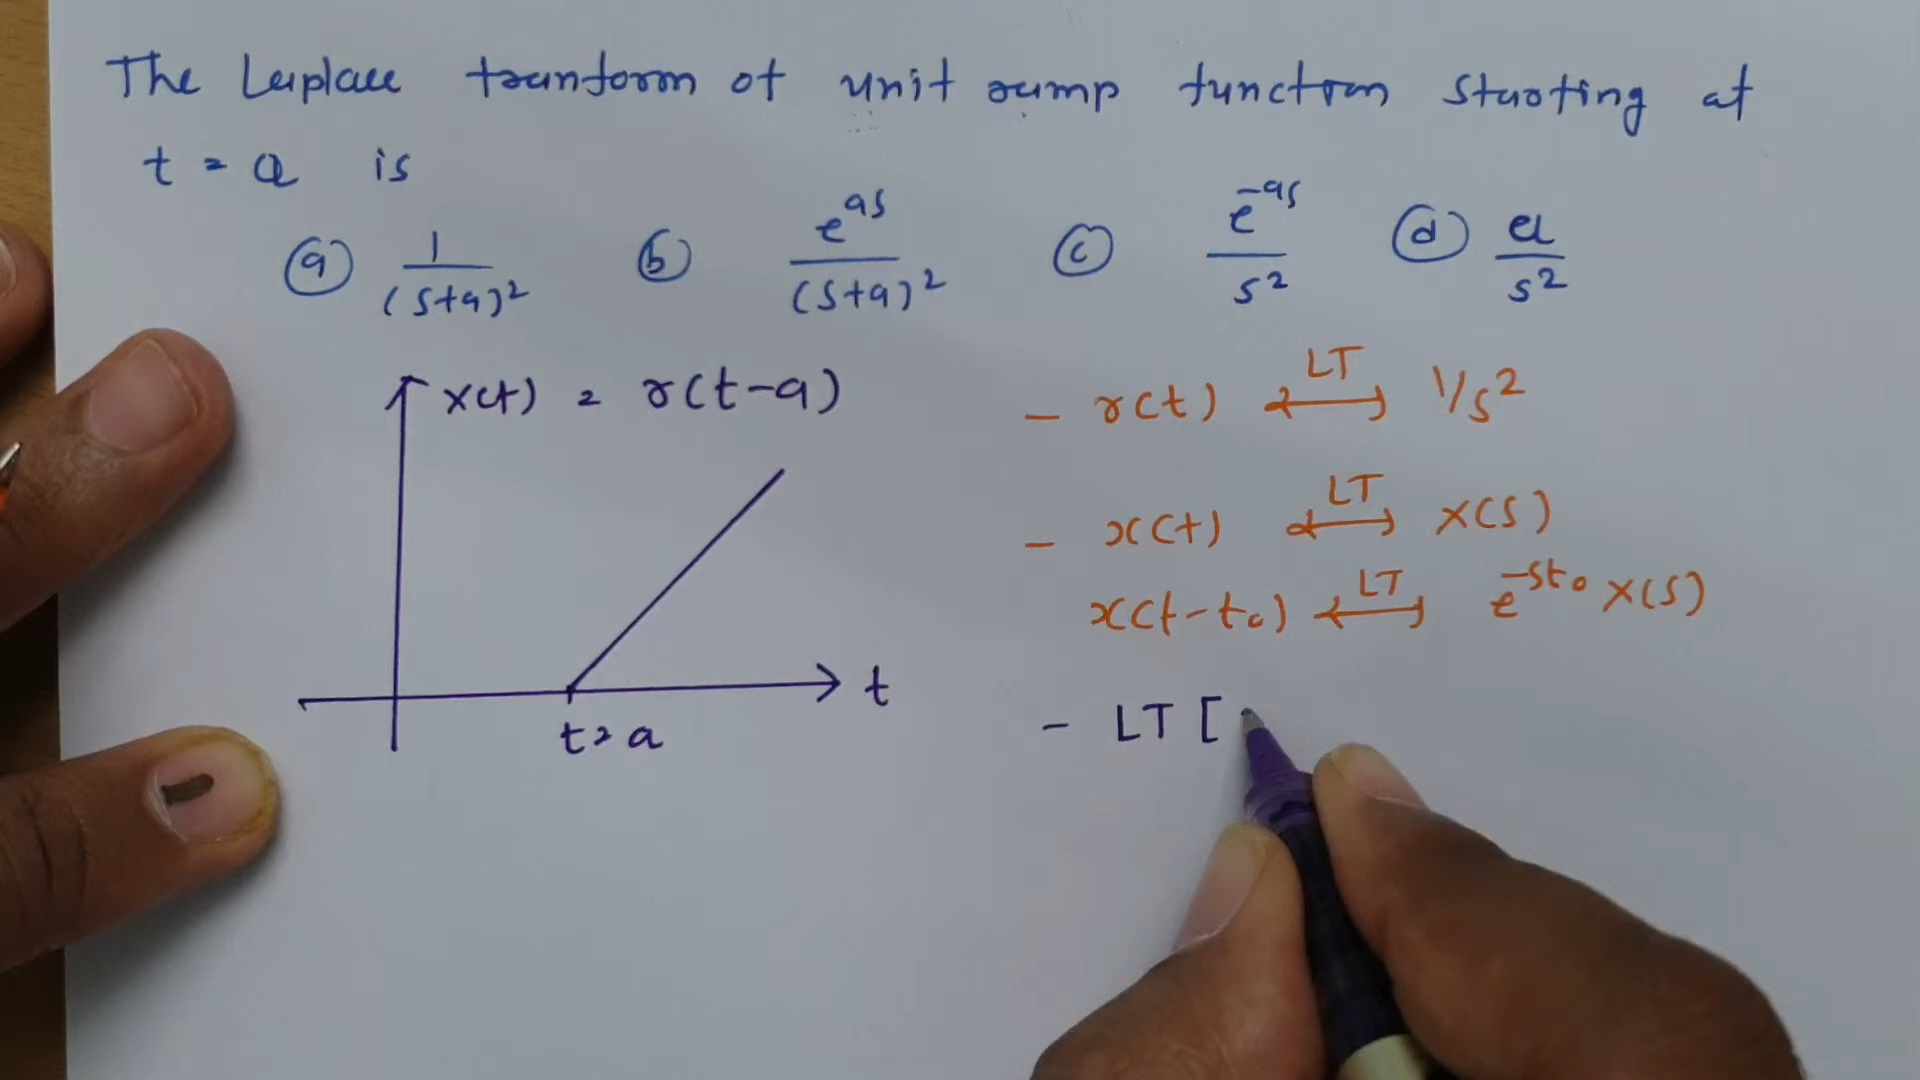 The Laplace tranform of unit ramp function starting at
t = a is
(a) 1/(s+a)² (b) e^{as}/(s+a)² (c) e^{-as}/s² (d) a/s²
x(t) = r(t-a)
t
t = a
- r(t) <-LT-> 1/s²
- x(t) <-LT-> X(s)
x(t-t₀) <-LT-> e^{-st₀} X(s)
- LT [